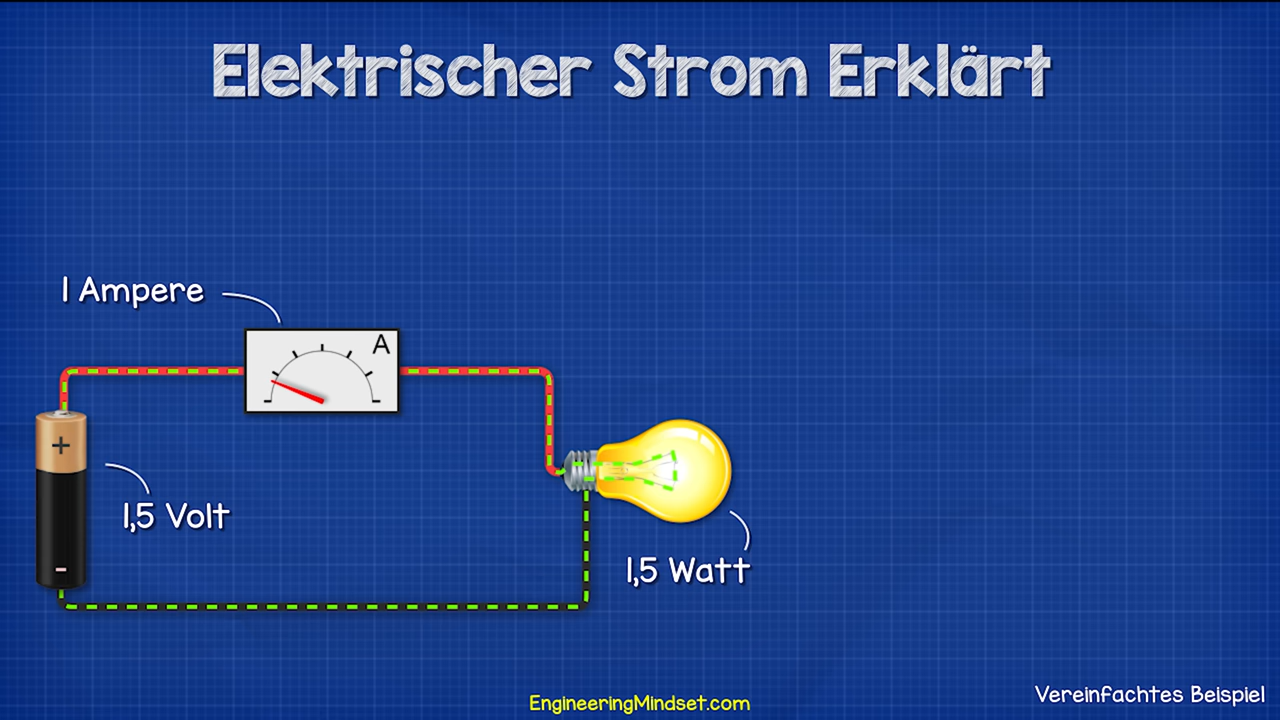 Elektrischer Strom Erklärt
1 Ampere
A
+
1,5 Volt
-
1,5 Watt
Vereinfachtes Beispiel
EngineeringMindset.com